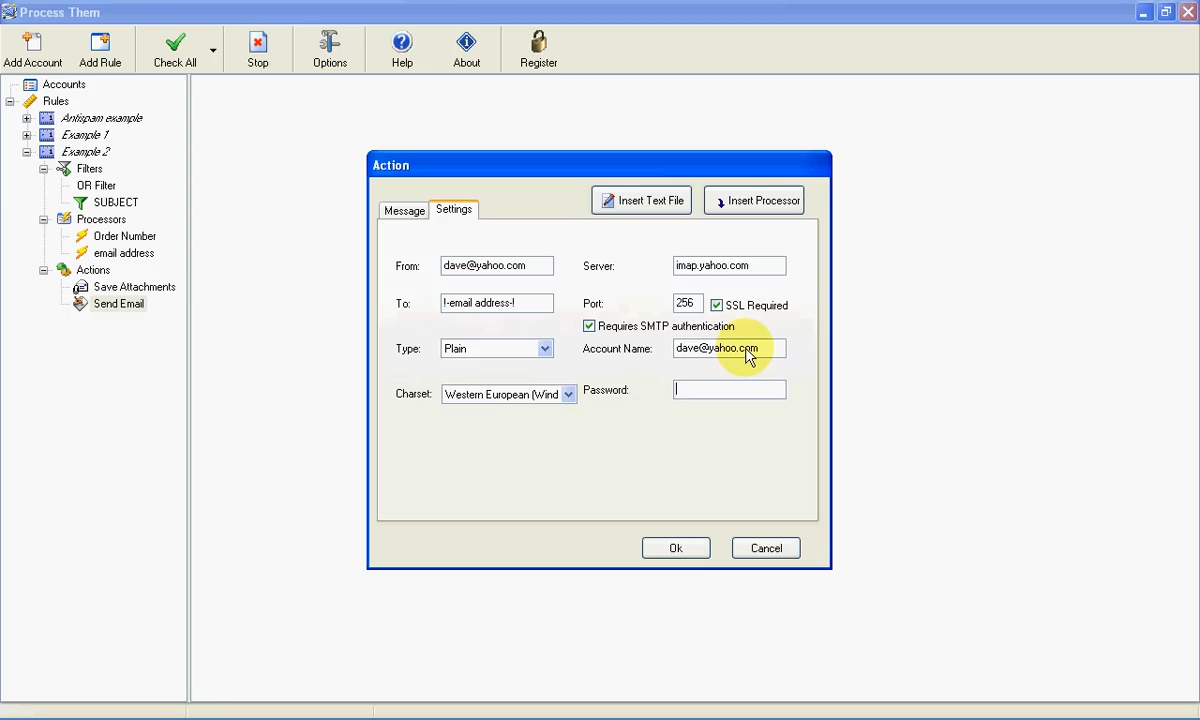 Process Them
Add Account
Add Rule
Check All
Stop
Options
Help
About
Register
Accounts
Rules
Antispam example
Example 1
Example 2
Filters
OR Filter
SUBJECT
Processors
Order Number
email address
Actions
Save Attachments
Send Email
Action
Message
Settings
Insert Text File
Insert Processor
From: dave@yahoo.com
Server: imap.yahoo.com
To: !-email address-!
Port: 256 SSL Required
Requires SMTP authentication
Type: Plain
Account Name: dave@yahoo.com
Charset: Western European (Wind
Password:
Ok
Cancel